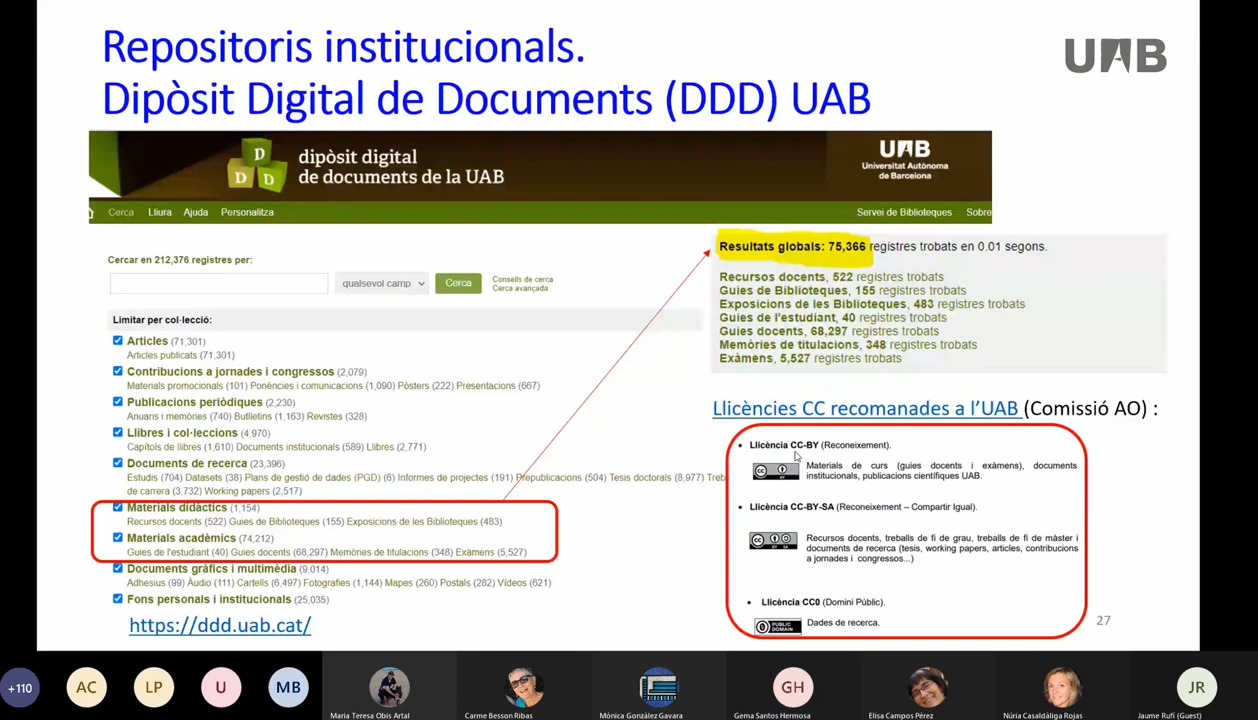 Repositoris institucionals.
Dipòsit Digital de Documents (DDD) UAB
UAB
D
D D
dipòsit digital
de documents de la UAB
UAB
Universitat Autònoma
de Barcelona
Cerca Lliura Ajuda Personalitza
Servei de Biblioteques Sobre
Cercar en 212,376 registres per:
qualsevol camp
Cerca
Consells de cerca
Cerca avançada
Limitar per col·lecció:
Articles (71,301)
Articles publicats (71,301)
Contribucions a jornades i congressos (2,079)
Materials promocionals (101) Ponències i comunicacions (1,090) Pòsters (222) Presentacions (667)
Publicacions periòdiques (2,230)
Anuaris i memòries (740) Butlletins (1,163) Revistes (328)
Llibres i col·leccions (4,970)
Capítols de llibres (1,610) Documents institucionals (589) Llibres (2,771)
Documents de recerca (23,396)
Estudis (704) Datasets (38) Plans de gestió de dades (PGD) (6) Informes de projectes (191) Prepublicacions (504) Tesis doctorals (8,977) Treb
de carrera (3,732) Working papers (2,517)
Materials didàctics (1,154)
Recursos docents (522) Guies de Biblioteques (155) Exposicions de les Biblioteques (483)
Materials acadèmics (74,212)
Guies de l'estudiant (40) Guies docents (68,297) Memòries de titulacions (348) Exàmens (5,527)
Documents gràfics i multimèdia (9,014)
Adhesius (99) Àudio (111) Cartells (6,497) Fotografies (1,144) Mapes (260) Postals (282) Vídeos (621)
Fons personals i institucionals (25,035)
https://ddd.uab.cat/
Resultats globals: 75,366 registres trobats en 0.01 segons.
Recursos docents, 522 registres trobats
Guies de Biblioteques, 155 registres trobats
Exposicions de les Biblioteques, 483 registres trobats
Guies de l'estudiant, 40 registres trobats
Guies docents, 68,297 registres trobats
Memòries de titulacions, 348 registres trobats
Exàmens, 5,527 registres trobats
Llicències CC recomanades a l'UAB (Comissió AO) :
• Llicència CC-BY (Reconeixement).
cc BY
Materials de curs (guies docents i exàmens), documents
institucionals, publicacions científiques UAB.
• Llicència CC-BY-SA (Reconeixement – Compartir Igual).
cc BY SA
Recursos docents, treballs de fi de grau, treballs de fi de màster i
documents de recerca (tesis, working papers, articles, contribucions
a jornades i congressos...)
• Llicència CC0 (Domini Públic).
PUBLIC
DOMAIN
Dades de recerca.
27
+110
AC
LP
U
MB
GH
JR
Maria Teresa Obis Artal
Carme Besson Ribas
Mònica González Gavara
Gema Santos Hermosa
Elisa Campos Pérez
Núria Casaldàliga Rojas
Jaume Rufí (Guest)